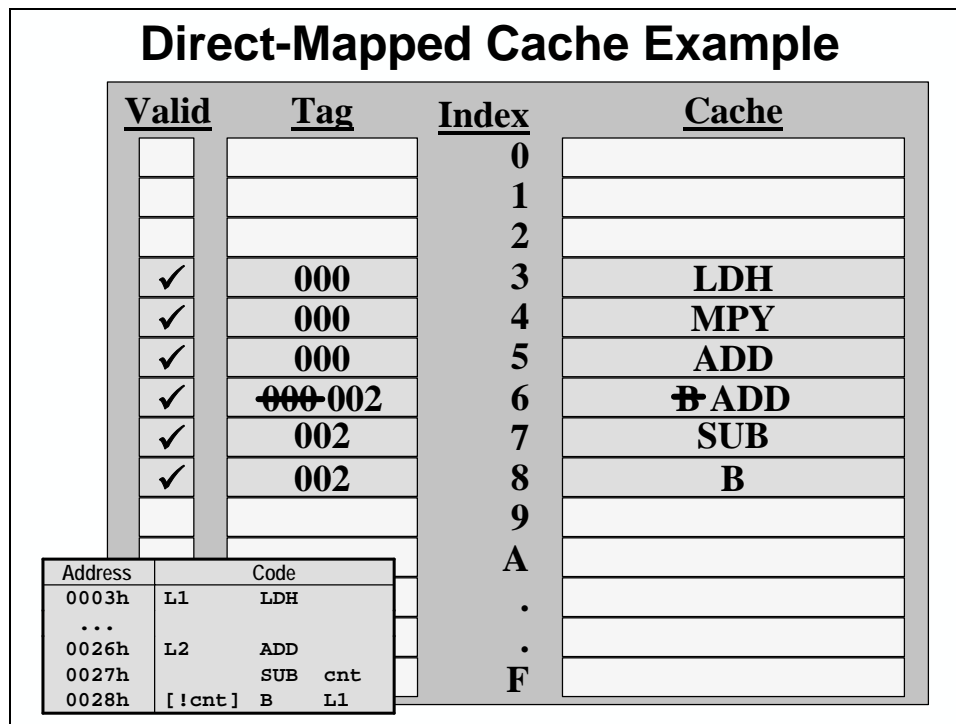 Direct-Mapped Cache Example
Valid Tag Index Cache
0
1
2
✓ 000 3 LDH
✓ 000 4 MPY
✓ 000 5 ADD
✓ 000 002 6 B ADD
✓ 002 7 SUB
✓ 002 8 B
9
A
.
.
F
Address Code
0003h L1 LDH
...
0026h L2 ADD
0027h SUB cnt
0028h [!cnt] B L1